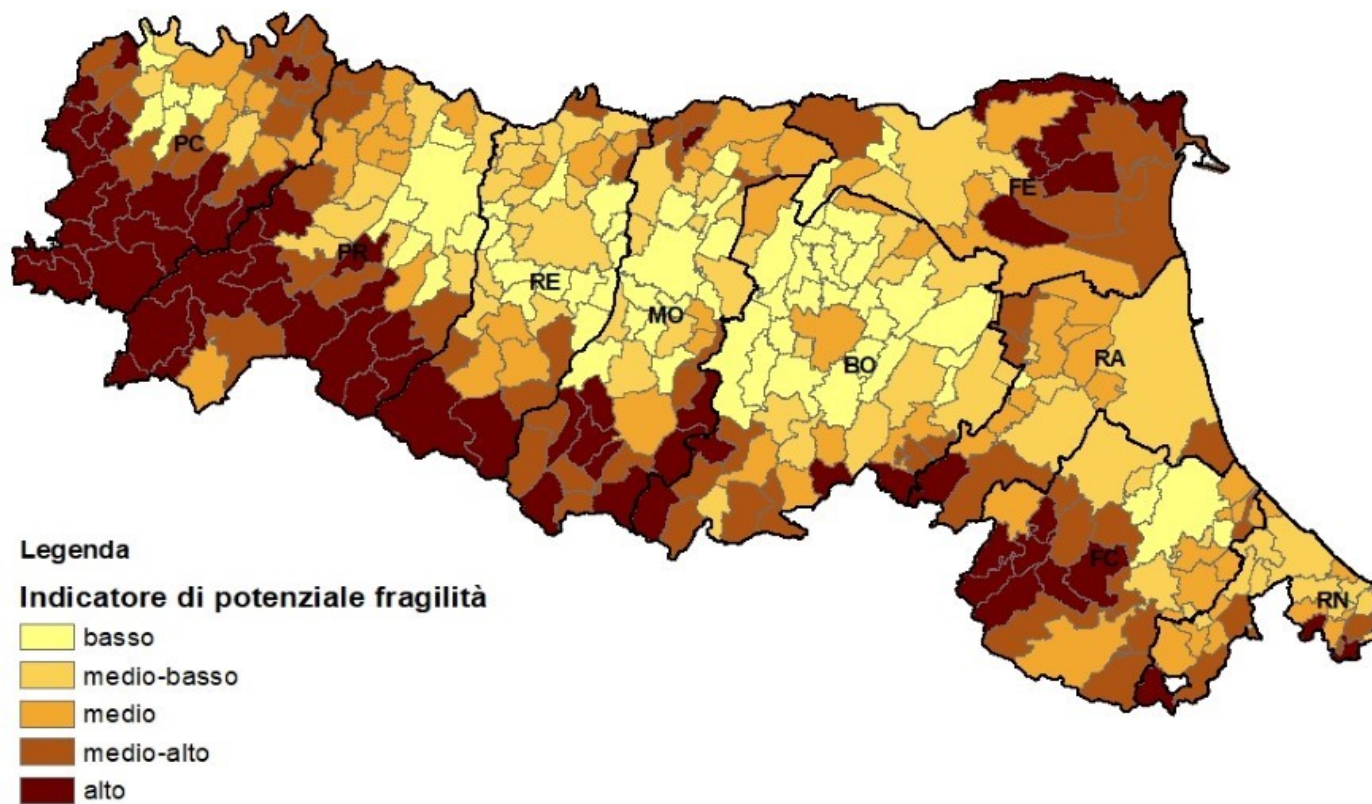 PC
FE
PR
RE
MO
RA
BO
FC
RN
Legenda
Indicatore di potenziale fragilità
basso
medio-basso
medio
medio-alto
alto